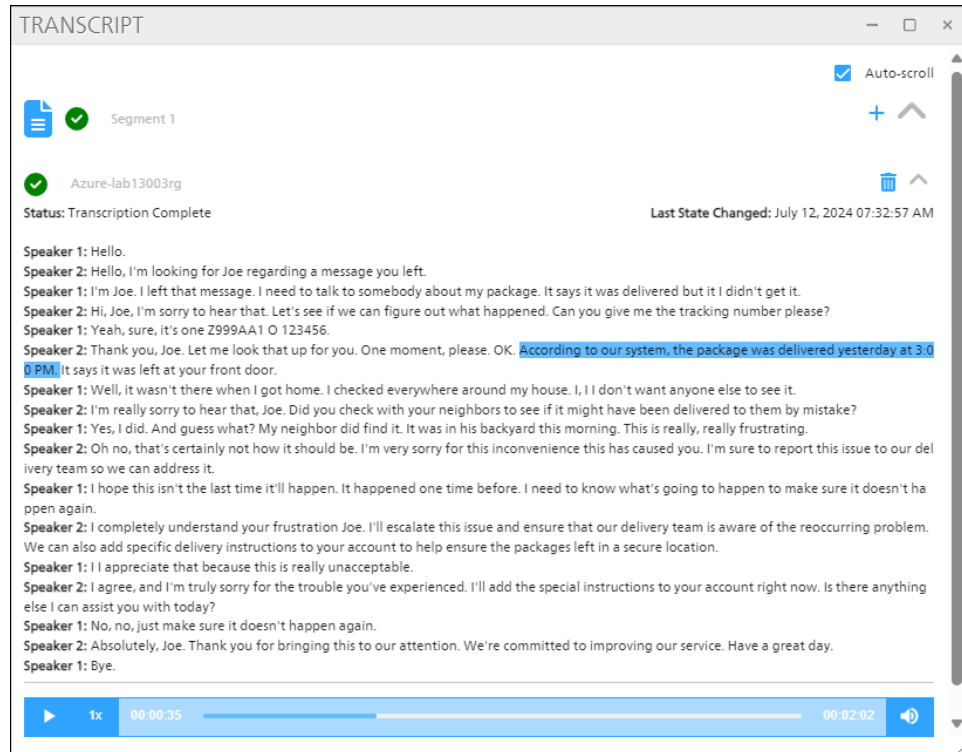 TRANSCRIPT
Auto-scroll
Segment 1
Azure-lab13003rg
Status: Transcription Complete
Last State Changed: July 12, 2024 07:32:57 AM
Speaker 1: Hello.
Speaker 2: Hello, I'm looking for Joe regarding a message you left.
Speaker 1: I'm Joe. I left that message. I need to talk to somebody about my package. It says it was delivered but it I didn't get it.
Speaker 2: Hi, Joe, I'm sorry to hear that. Let's see if we can figure out what happened. Can you give me the tracking number please?
Speaker 1: Yeah, sure, it's one Z999AA1 O 123456.
Speaker 2: Thank you, Joe. Let me look that up for you. One moment, please. OK. According to our system, the package was delivered yesterday at 3:0
0 PM. It says it was left at your front door.
Speaker 1: Well, it wasn't there when I got home. I checked everywhere around my house. I, I I don't want anyone else to see it.
Speaker 2: I'm really sorry to hear that, Joe. Did you check with your neighbors to see if it might have been delivered to them by mistake?
Speaker 1: Yes, I did. And guess what? My neighbor did find it. It was in his backyard this morning. This is really, really frustrating.
Speaker 2: Oh no, that's certainly not how it should be. I'm very sorry for this inconvenience this has caused you. I'm sure to report this issue to our del
ivery team so we can address it.
Speaker 1: I hope this isn't the last time it'll happen. It happened one time before. I need to know what's going to happen to make sure it doesn't ha
ppen again.
Speaker 2: I completely understand your frustration Joe. I'll escalate this issue and ensure that our delivery team is aware of the reoccurring problem.
We can also add specific delivery instructions to your account to help ensure the packages left in a secure location.
Speaker 1: I I appreciate that because this is really unacceptable.
Speaker 2: I agree, and I'm truly sorry for the trouble you've experienced. I'll add the special instructions to your account right now. Is there anything
else I can assist you with today?
Speaker 1: No, no, just make sure it doesn't happen again.
Speaker 2: Absolutely, Joe. Thank you for bringing this to our attention. We're committed to improving our service. Have a great day.
Speaker 1: Bye.
1x 00:00:35 00:02:02